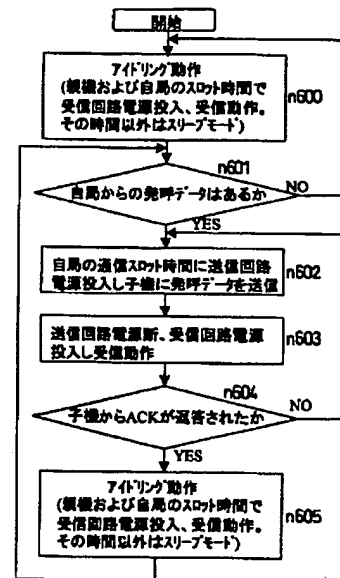 開始
アイドリング動作
(親機および自局のスロット時間で
受信回路電源投入、受信動作。
その時間以外はスリープモード)
n600
n601
自局からの発呼データはあるか
NO
YES
自局の通信スロット時間に送信回路
電源投入し子機に発呼データを送信
n602
送信回路電源断、受信回路電源
投入し受信動作
n603
n604
子機からACKが返答されたか
NO
YES
アイドリング動作
(親機および自局のスロット時間で
受信回路電源投入、受信動作。
その時間以外はスリープモード)
n605